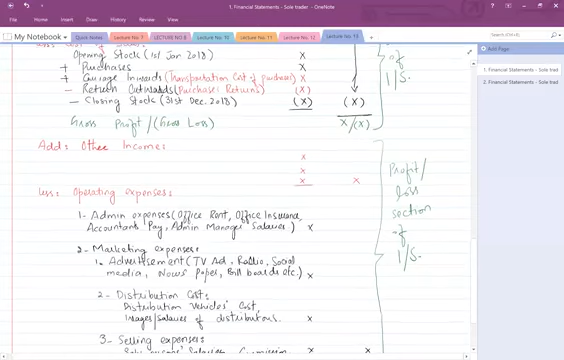 1. Financial Statements - Sole trader - OneNote
File Home Insert Draw History Review View
My Notebook Quick Notes Lecture No. 7 LECTURE NO.8 Lecture No. 10 Lecture No. 11 Lecture No. 12 Lecture No. 13
Add Page
1. Financial Statements - Sole trad
2. Financial Statements - Sole trad
Opening Stock (1st Jan 2018) X
+ Purchases X
+ Carriage Inwards (Transportation Cost of purchase) X
- Return Outwards (Purchase Returns) (X)
- Closing Stocks (31st Dec. 2018) (X) (X)
Gross Profit/(Gross Loss) X/(X)
of
I/S.
Add: Other Income:
X
X
X X
Less: Operating expenses:
1- Admin expenses (Office Rent, Office Insurance
Accountant Pay, Admin Manager Salaries) X
2- Marketing expenses:
1. Advertisement (TV Ad, Radio, Social
media, News Paper, Bill boards etc.) X
2- Distribution Cost:
Distribution Vehicles' Cost,
Wages/salaries of distributors. X
3- Selling expenses:
X X
Profit/
loss
section
of
I/S.